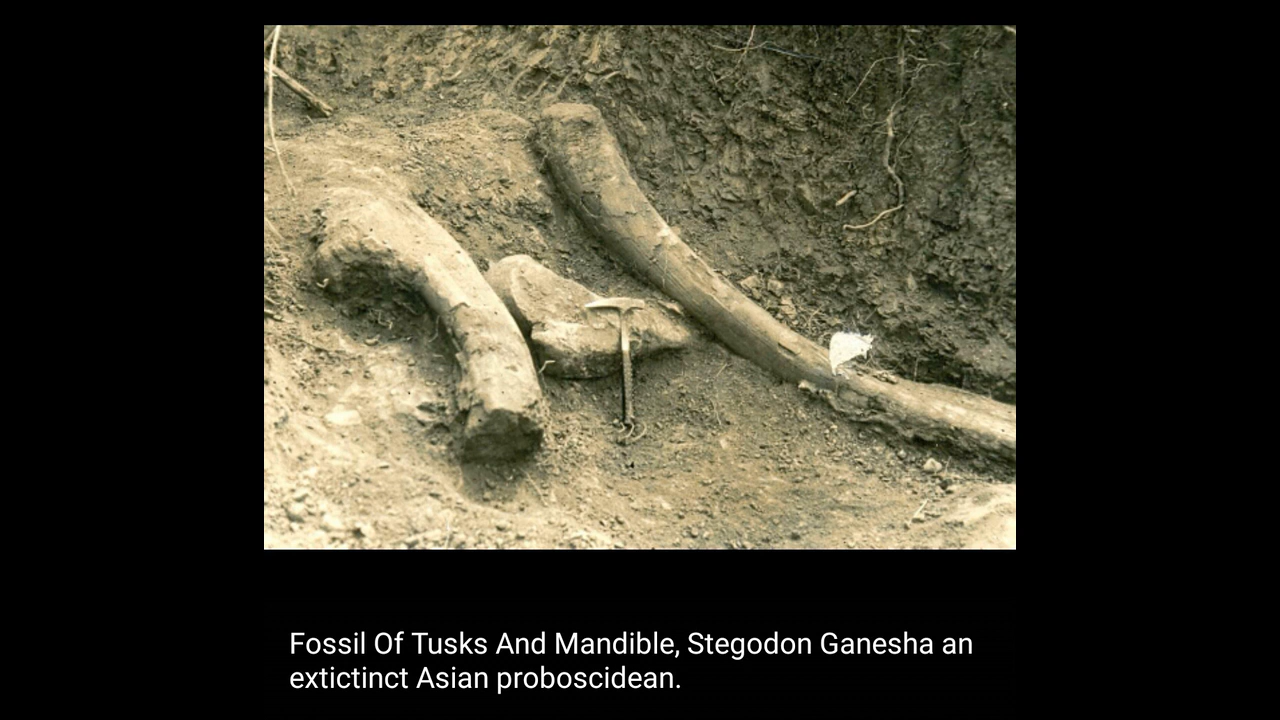 Fossil Of Tusks And Mandible, Stegodon Ganesha an
extictinct Asian proboscidean.